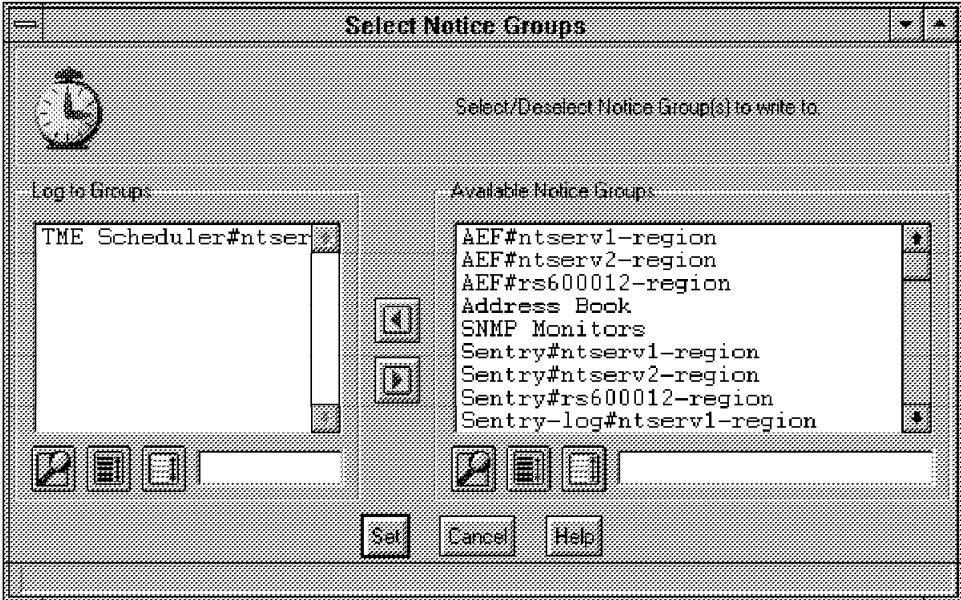 Select Notice Groups
Select/Deselect Notice Group(s) to write to.
Log to Groups
TME Scheduler#ntser
Available Notice Groups
AEF#ntserv1-region
AEF#ntserv2-region
AEF#rs600012-region
Address Book
SNMP Monitors
Sentry#ntserv1-region
Sentry#ntserv2-region
Sentry#rs600012-region
Sentry-log#ntserv1-region
Set
Cancel
Help